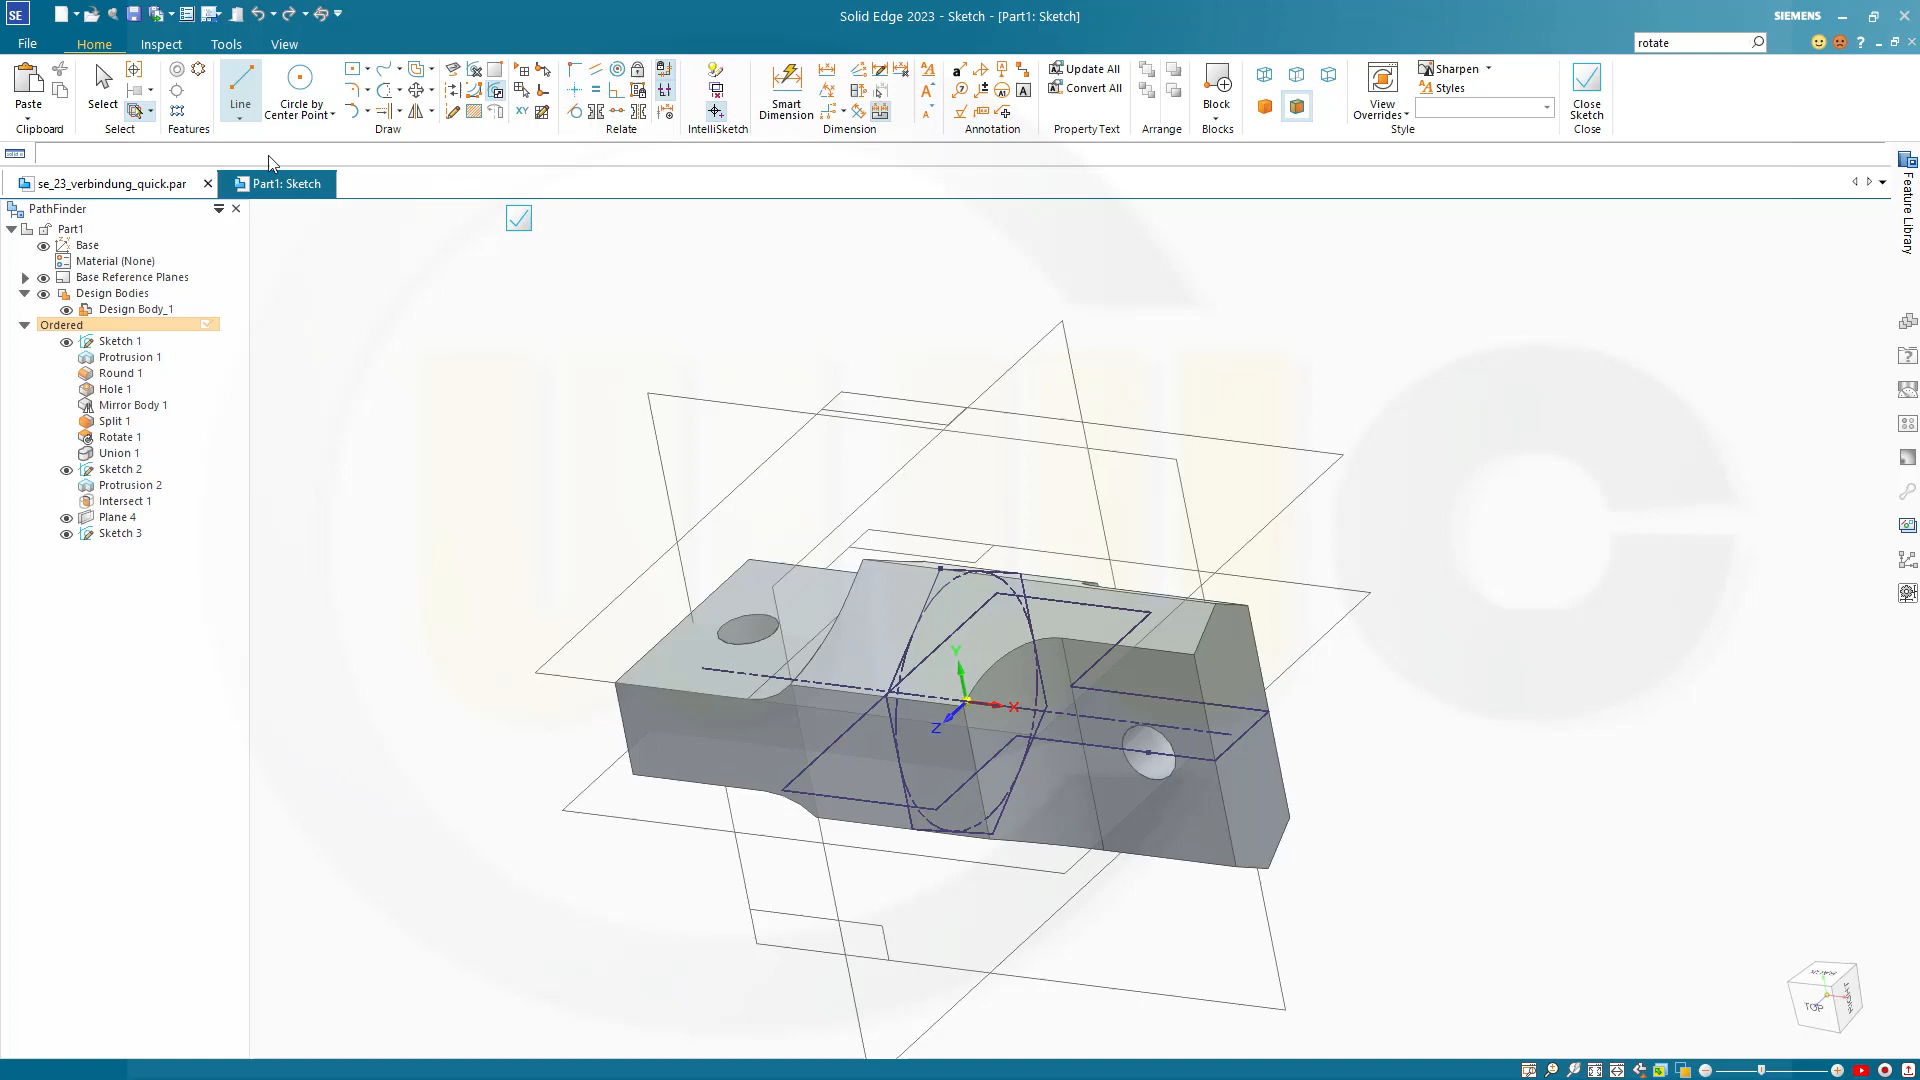 SE
Solid Edge 2023 - Sketch - [Part1: Sketch]
SIEMENS
File
Home
Inspect
Tools
View
rotate
Paste
Clipboard
Select
Select
Features
Line
Circle by
Center Point
Draw
Relate
IntelliSketch
Smart
Dimension
Dimension
Annotation
Update All
Convert All
PropertyText
Arrange
Block
Blocks
View
Overrides
Sharpen
Styles
Style
Close
Sketch
Close
se_23_verbindung_quick.par
Part1: Sketch
PathFinder
Part1
Base
Material (None)
Base Reference Planes
Design Bodies
Design Body_1
Ordered
Sketch 1
Protrusion 1
Round 1
Hole 1
Mirror Body 1
Split 1
Rotate 1
Union 1
Sketch 2
Protrusion 2
Intersect 1
Plane 4
Sketch 3
Y
X
Z
Feature Library
TOP
RIGHT